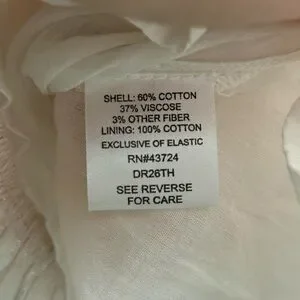 SHELL: 60% COTTON
37% VISCOSE
3% OTHER FIBER
LINING: 100% COTTON
EXCLUSIVE OF ELASTIC
RN#43724
DR26TH
SEE REVERSE
FOR CARE